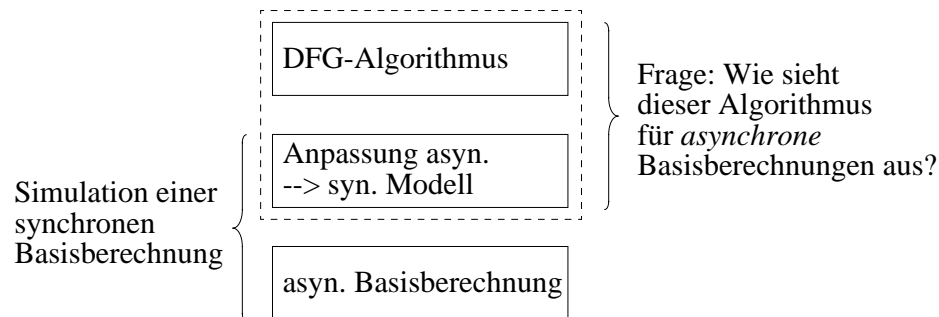 DFG-Algorithmus
Frage: Wie sieht
dieser Algorithmus
für asynchrone
Basisberechnungen aus?
Anpassung asyn.
--> syn. Modell
Simulation einer
synchronen
Basisberechnung
asyn. Basisberechnung